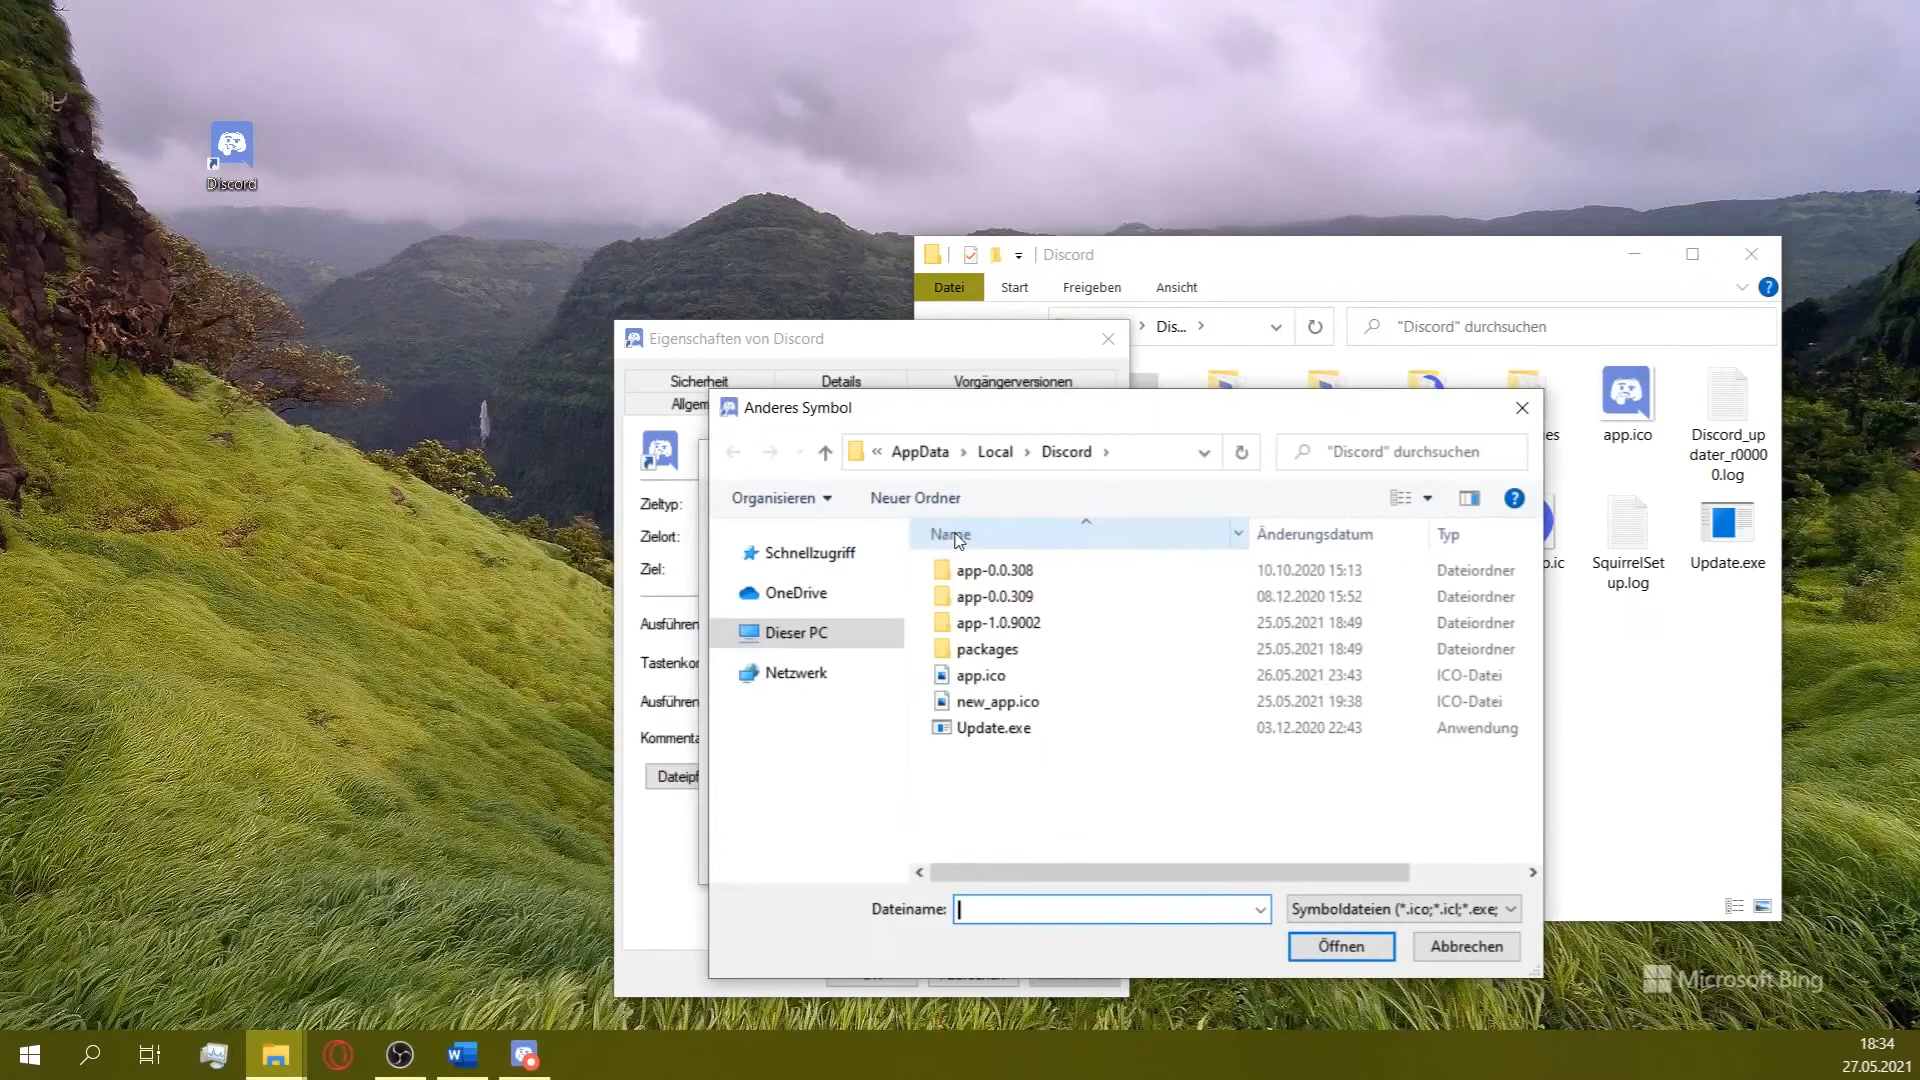 Discord
Discord
Datei
Start
Freigeben
Ansicht
Dis...
"Discord" durchsuchen
app.ico
Discord_up
dater_r0000
0.log
SquirrelSet
up.log
Update.exe
Eigenschaften von Discord
Sicherheit
Details
Vorgängerversionen
Allgem
Zieltyp:
Zielort:
Ziel:
Ausführen
Tastenkor
Ausführen
Kommenta
Dateipf
Anderes Symbol
« AppData › Local › Discord ›
"Discord" durchsuchen
Organisieren
Neuer Ordner
Name
Änderungsdatum
Typ
Schnellzugriff
OneDrive
Dieser PC
Netzwerk
app-0.0.308 10.10.2020 15:13 Dateiordner
app-0.0.309 08.12.2020 15:52 Dateiordner
app-1.0.9002 25.05.2021 18:49 Dateiordner
packages 25.05.2021 18:49 Dateiordner
app.ico 26.05.2021 23:43 ICO-Datei
new_app.ico 25.05.2021 19:38 ICO-Datei
Update.exe 03.12.2020 22:43 Anwendung
Dateiname:
Symboldateien (*.ico;*.icl;*.exe;
Öffnen
Abbrechen
Microsoft Bing
18:34
27.05.2021